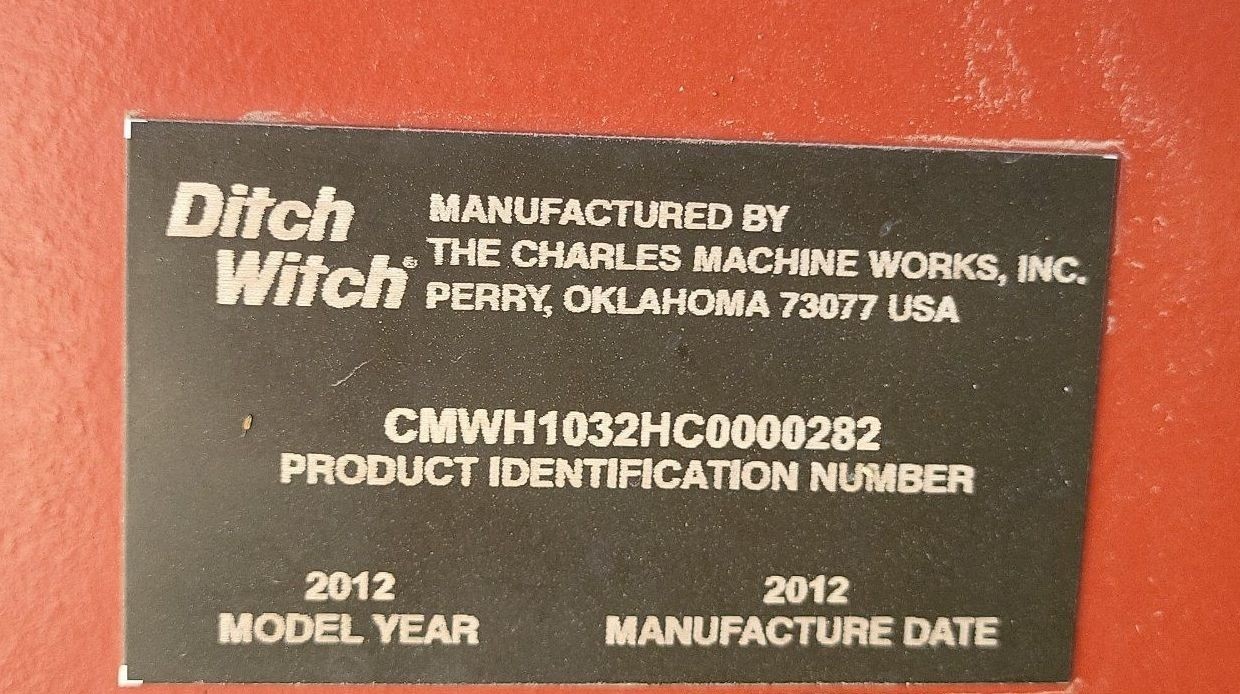 Ditch
Witch®
MANUFACTURED BY
THE CHARLES MACHINE WORKS, INC.
PERRY, OKLAHOMA 73077 USA
CMWH1032HC0000282
PRODUCT IDENTIFICATION NUMBER
2012
MODEL YEAR
2012
MANUFACTURE DATE